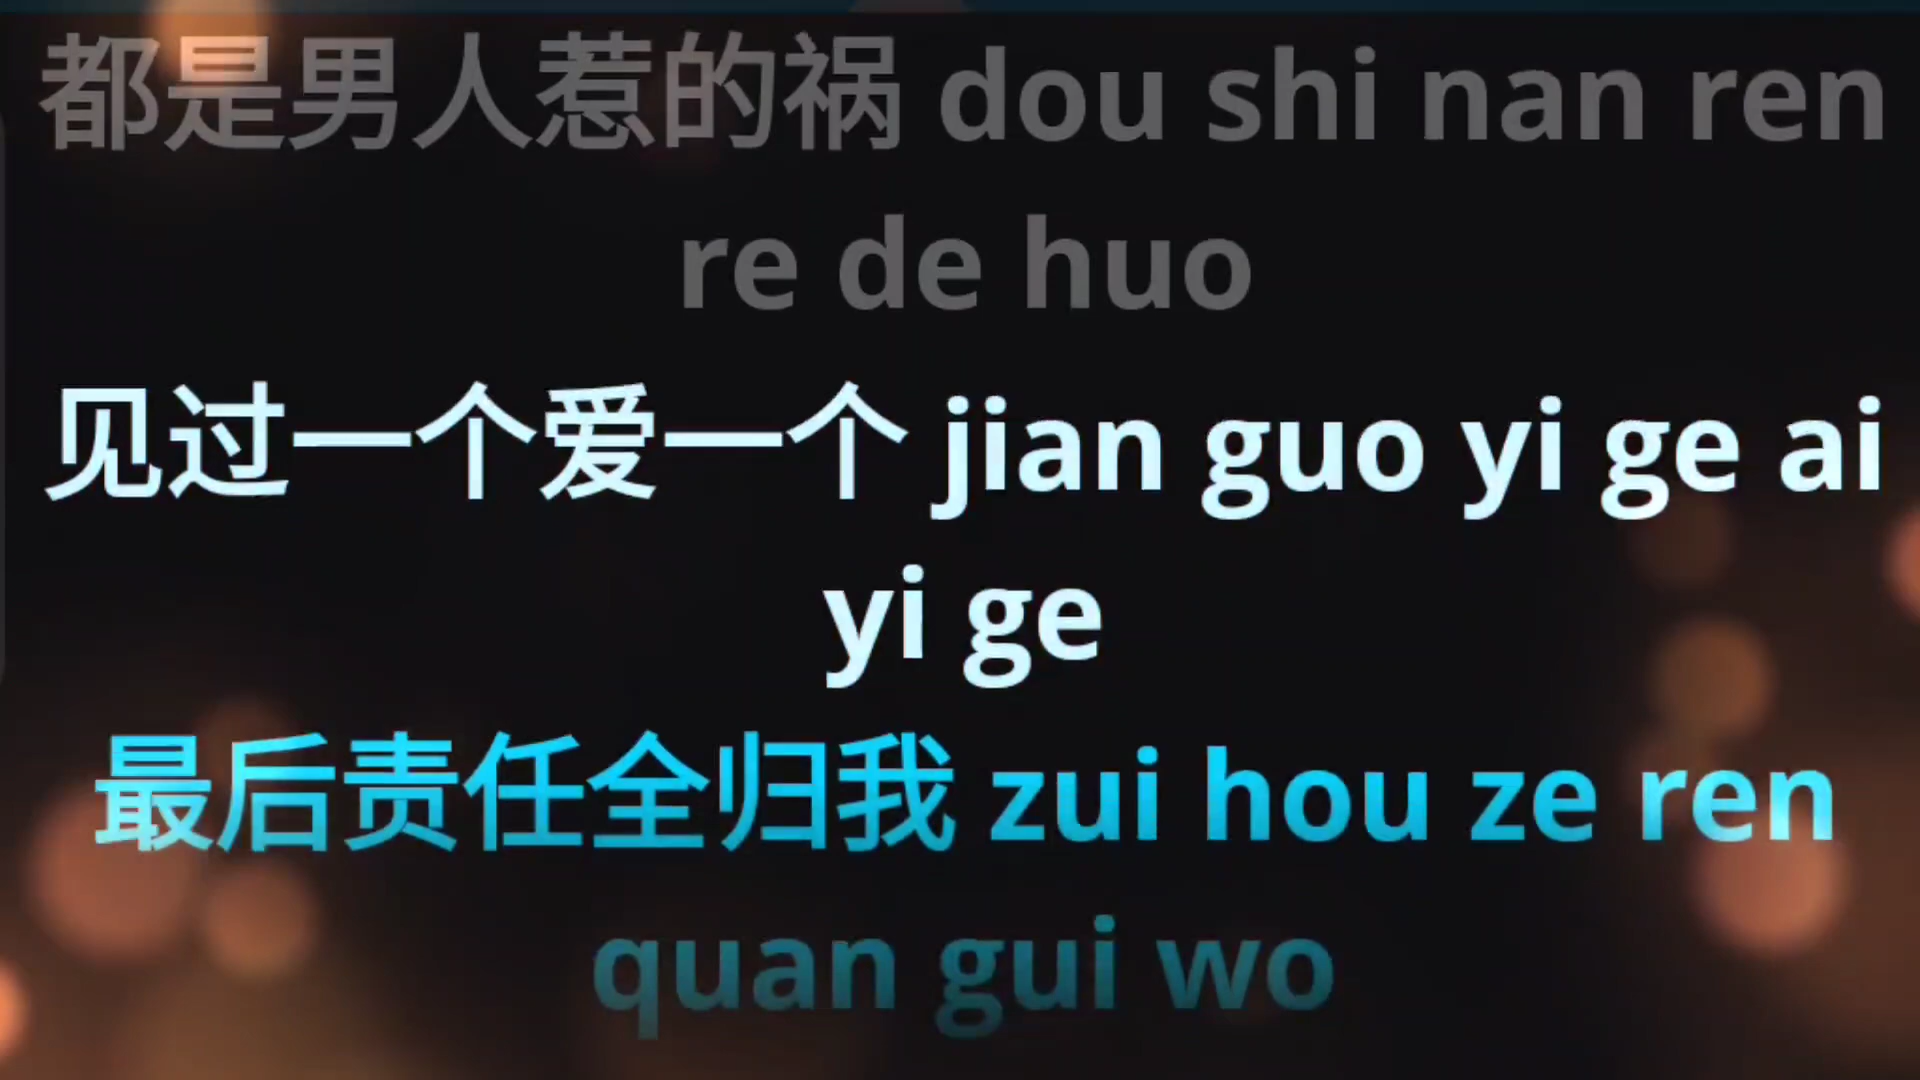 都是男人惹的祸 dou shi nan ren
re de huo
见过一个爱一个 jian guo yi ge ai
yi ge
最后责任全归我 zui hou ze ren
quan gui wo